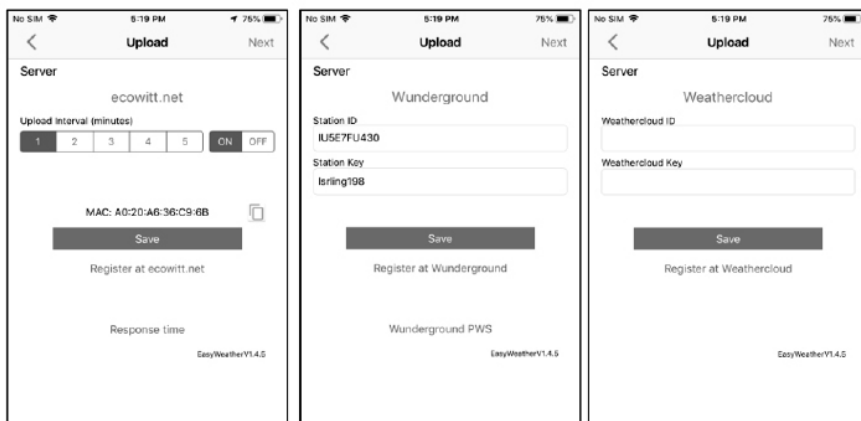 No SIM 5:19 PM 75%
Upload Next
Server
ecowitt.net
Upload Interval (minutes)
1 2 3 4 5 ON OFF
MAC: A0:20:A6:36:C9:6B
Save
Register at ecowitt.net
Response time
EasyWeatherV1.4.5
No SIM 5:19 PM 75%
Upload Next
Server
Wunderground
Station ID
IU5E7FU430
Station Key
lsrling198
Save
Register at Wunderground
Wunderground PWS
EasyWeatherV1.4.5
No SIM 5:19 PM 75%
Upload Next
Server
Weathercloud
Weathercloud ID
Weathercloud Key
Save
Register at Weathercloud
EasyWeatherV1.4.5